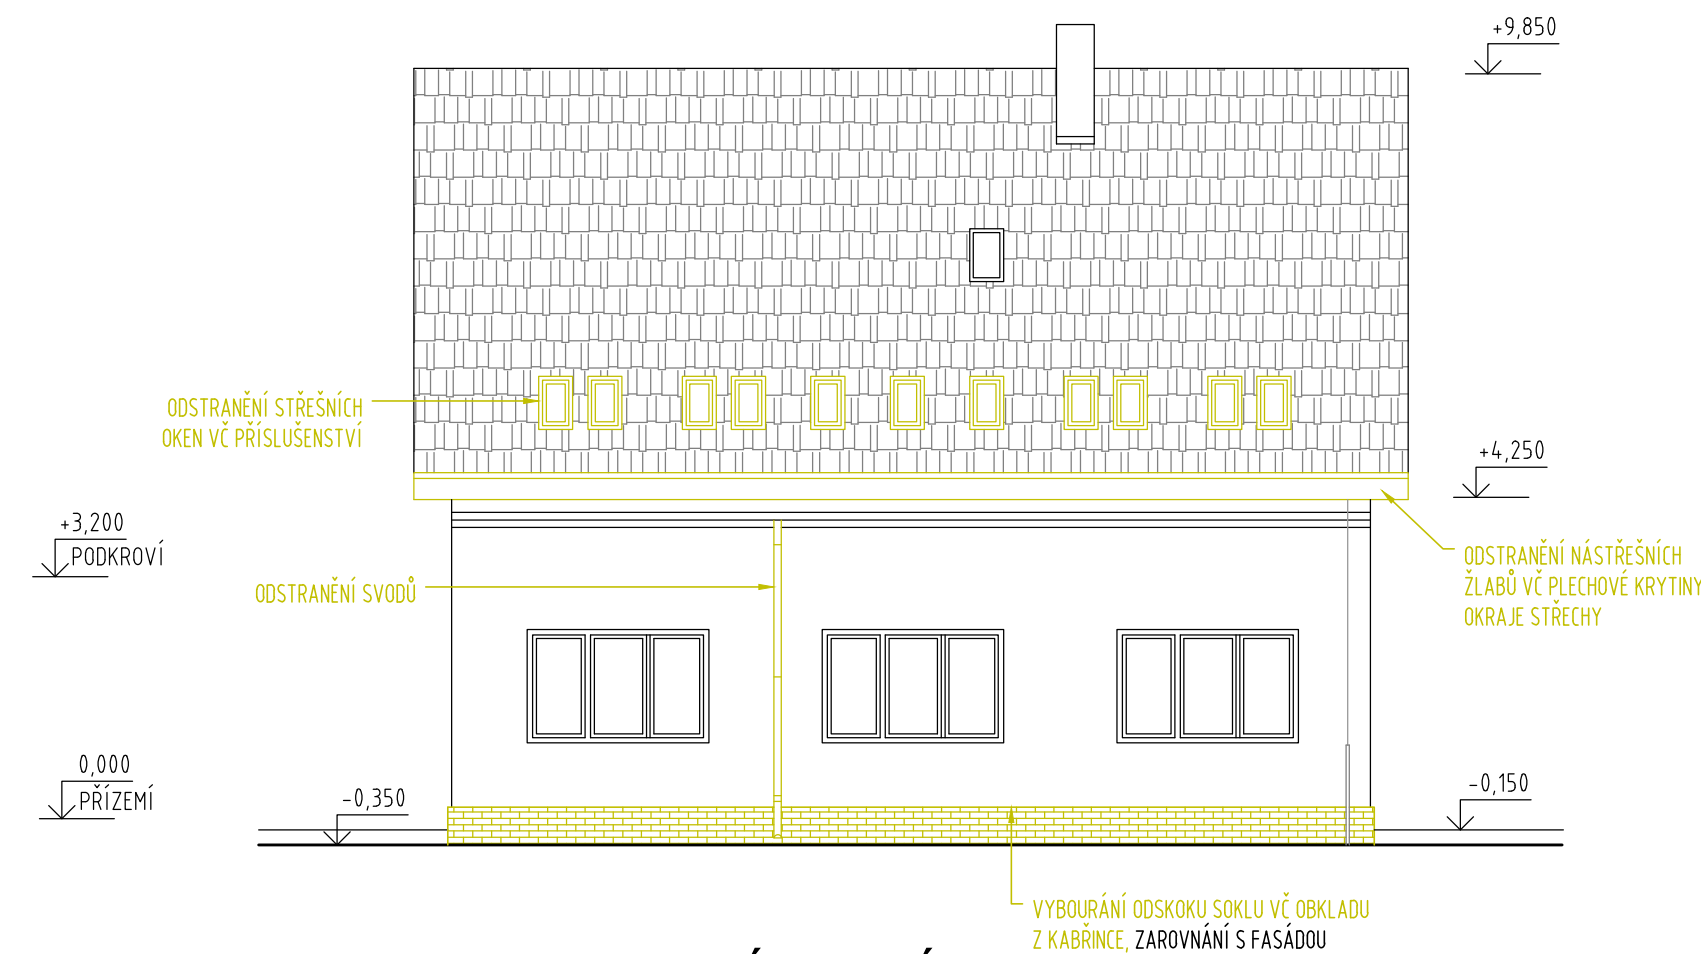 +9,850
ODSTRANĚNÍ STŘEŠNÍCH
OKEN VČ PŘÍSLUŠENSTVÍ
+4,250
+3,200
PODKROVÍ
ODSTRANĚNÍ NÁSTŘEŠNÍCH
ŽLABŮ VČ PLECHOVÉ KRYTINY
OKRAJE STŘECHY
ODSTRANĚNÍ SVODŮ
0,000
PŘÍZEMÍ
-0,350
-0,150
VYBOURÁNÍ ODSKOKU SOKLU VČ OBKLADU
Z KABŘINCE, ZAROVNÁNÍ S FASÁDOU